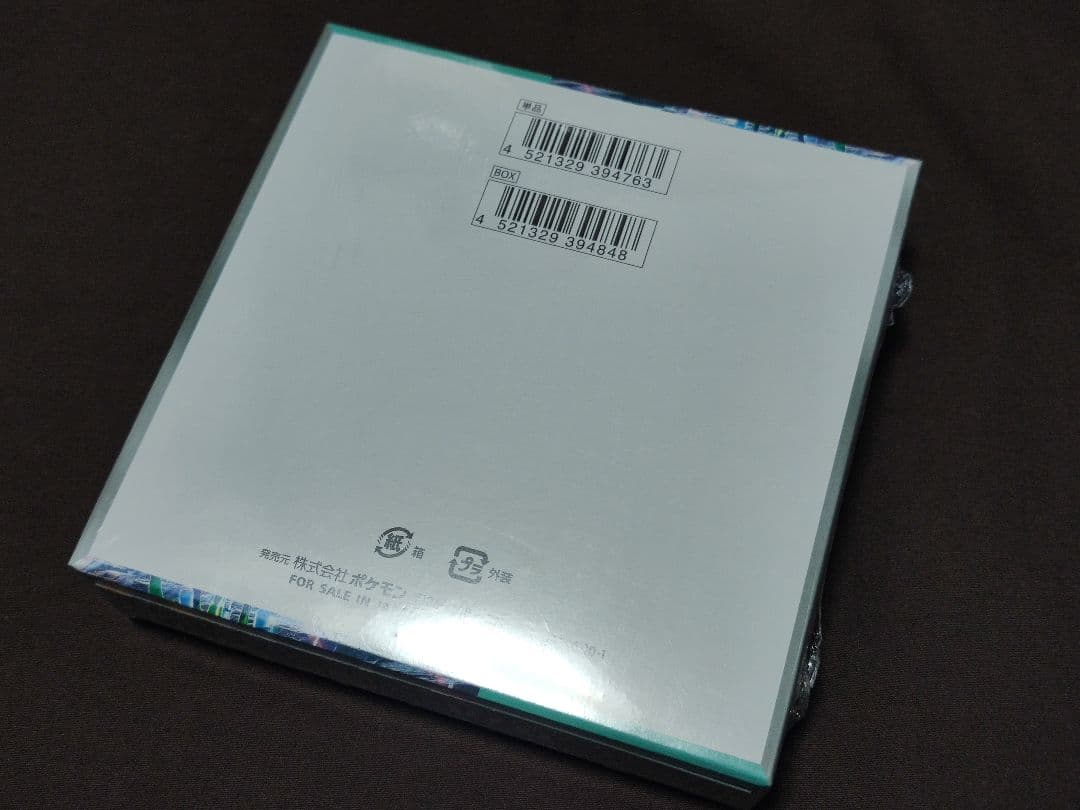 単品
4 521329 394763
BOX
4 521329 394848
紙 箱
プラ 外装
発売元 株式会社 ポケモン
FOR SALE IN